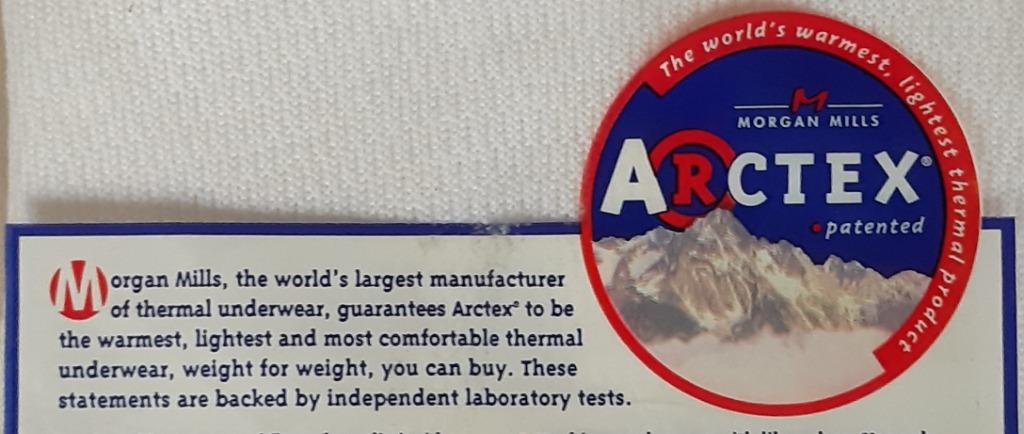 The world's warmest, lightest thermal product
MORGAN MILLS
ARCTEX®
• patented
Morgan Mills, the world's largest manufacturer
of thermal underwear, guarantees Arctex® to be
the warmest, lightest and most comfortable thermal
underwear, weight for weight, you can buy. These
statements are backed by independent laboratory tests.